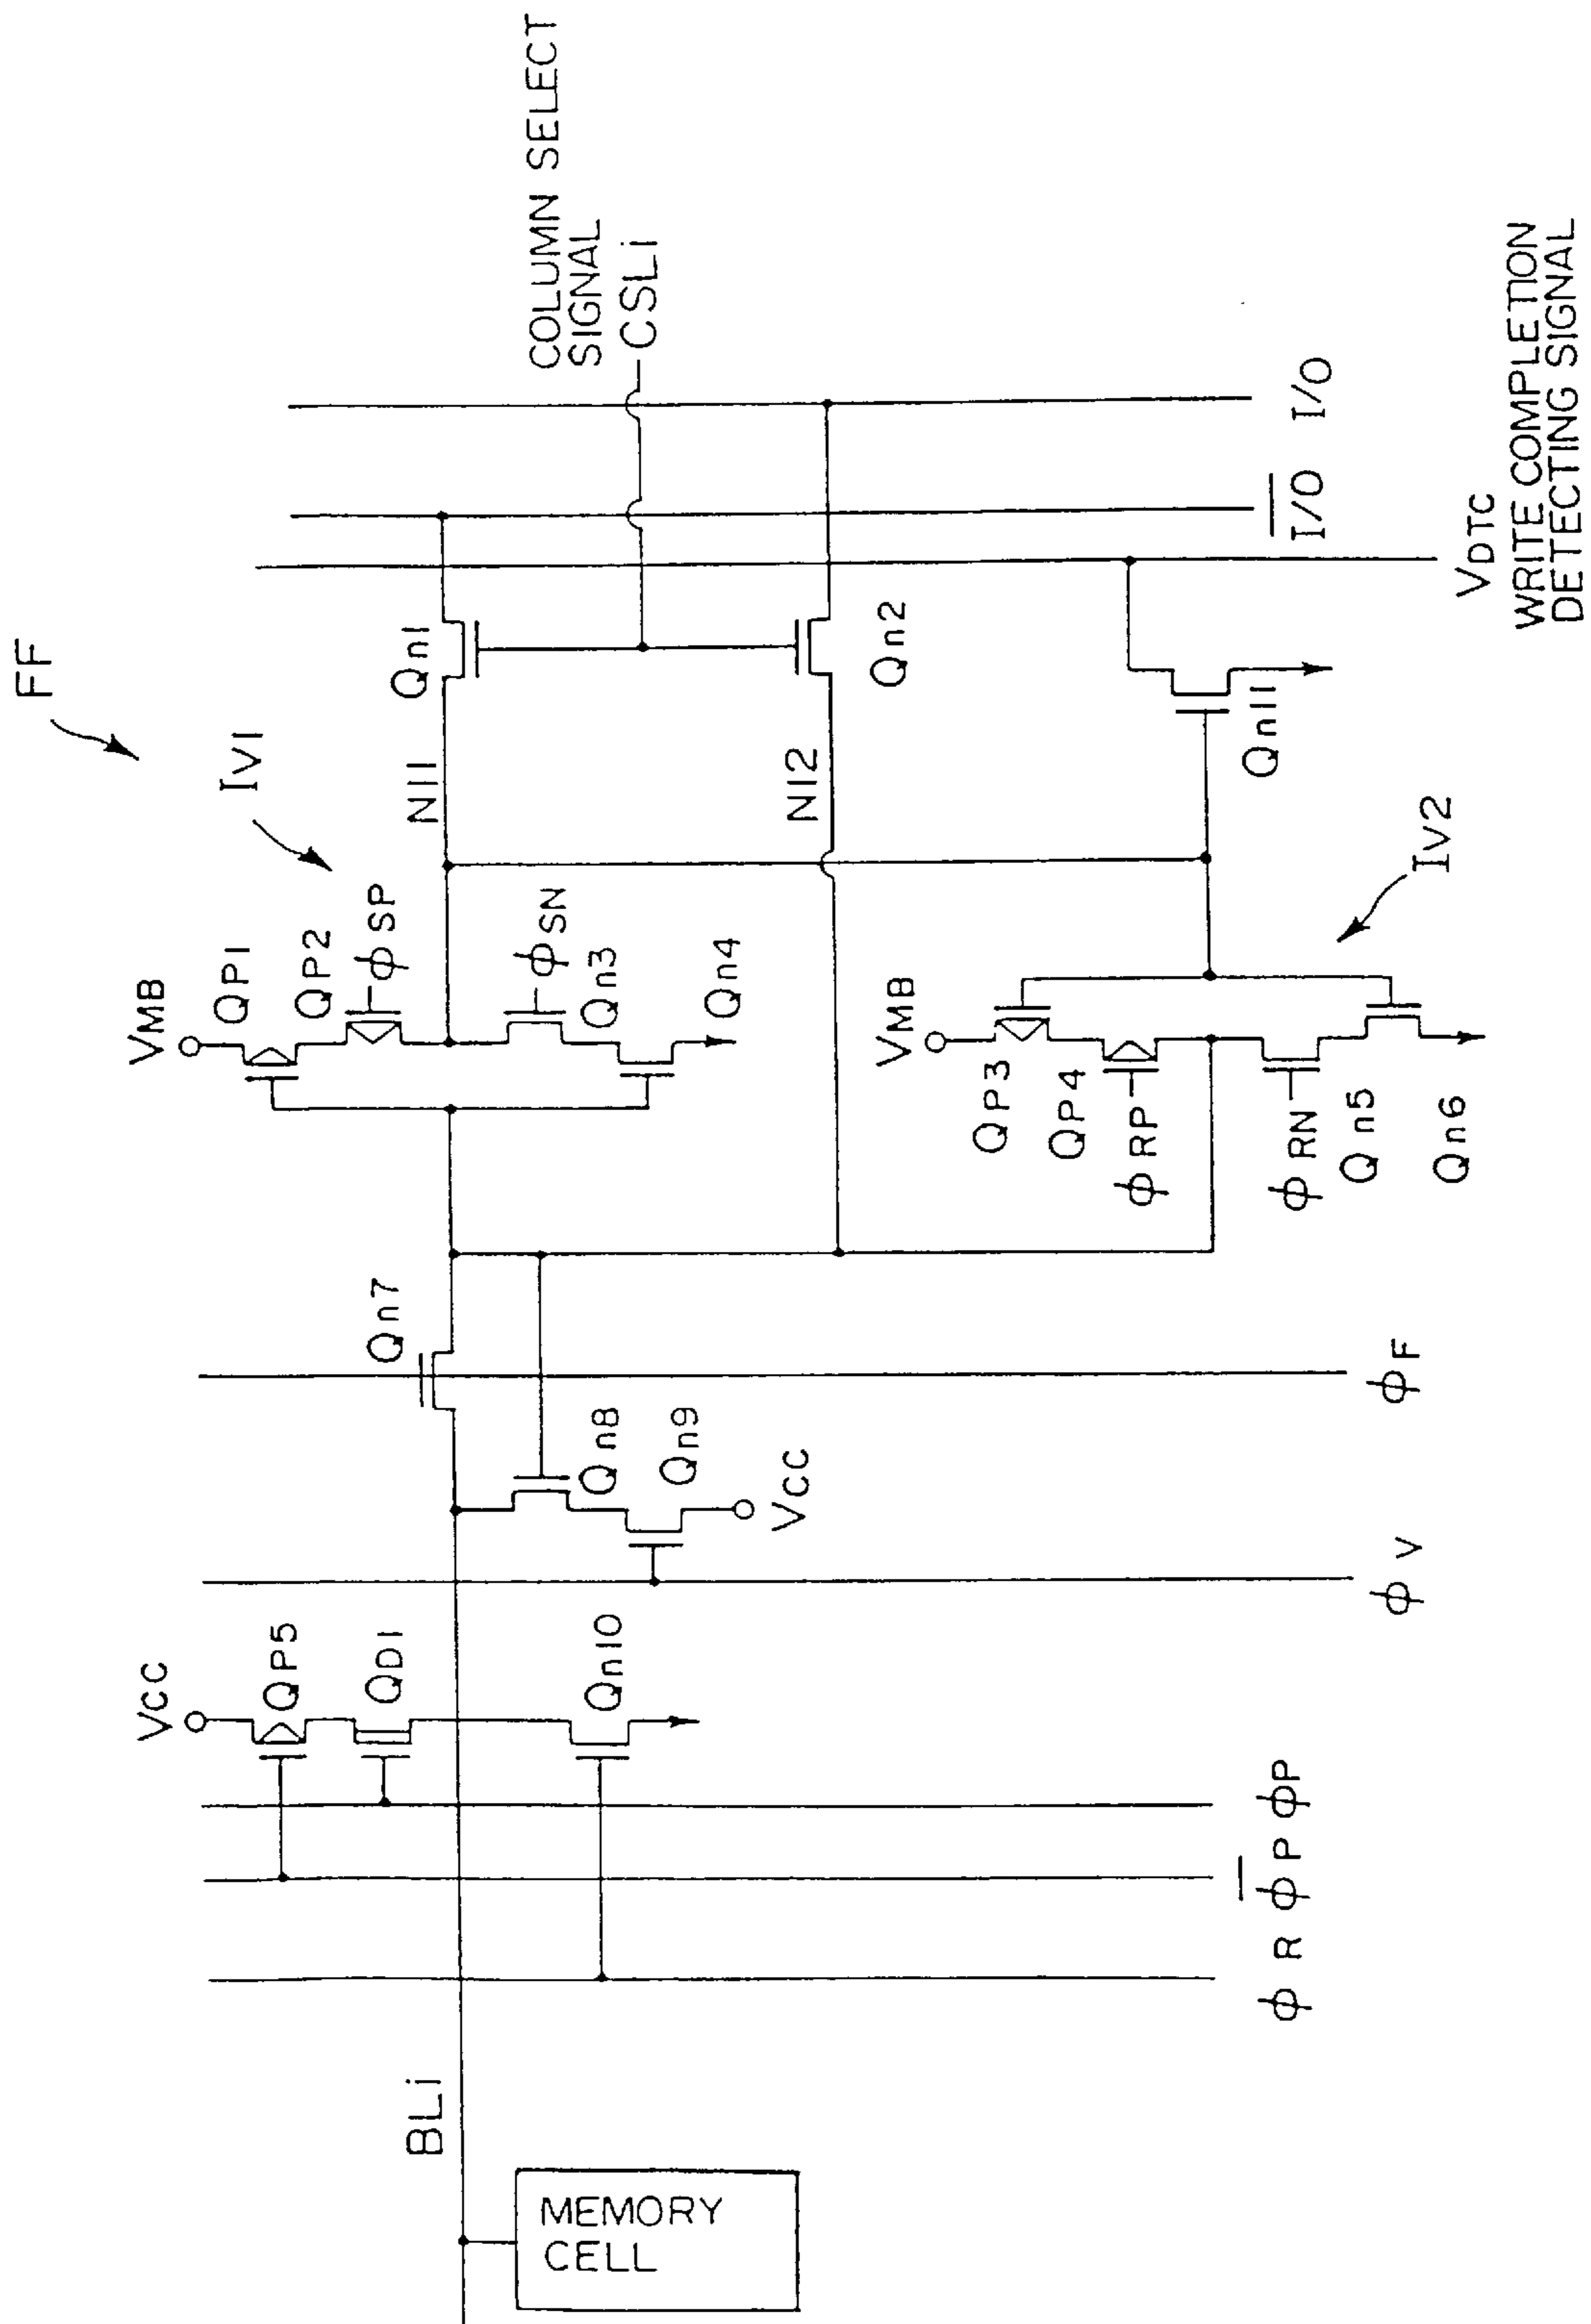 FF
IV1
COLUMN SELECT
SIGNAL
CSLi
VMB
QP1
QP2
ϕSP
ϕSN
Qn3
Qn4
N11
Qn1
N12
Qn2
Qn11
IV2
VMB
QP3
QP4
ϕRP
ϕRN
Qn5
Qn6
Qn7
Qn8
Qn9
VCC
VCC
QP5
QD1
Qn10
BLi
MEMORY
CELL
ϕR
ϕ̅P
ϕP
ϕV
ϕF
VDTC
WRITE COMPLETION
DETECTING SIGNAL
I̅/̅O̅
I/O